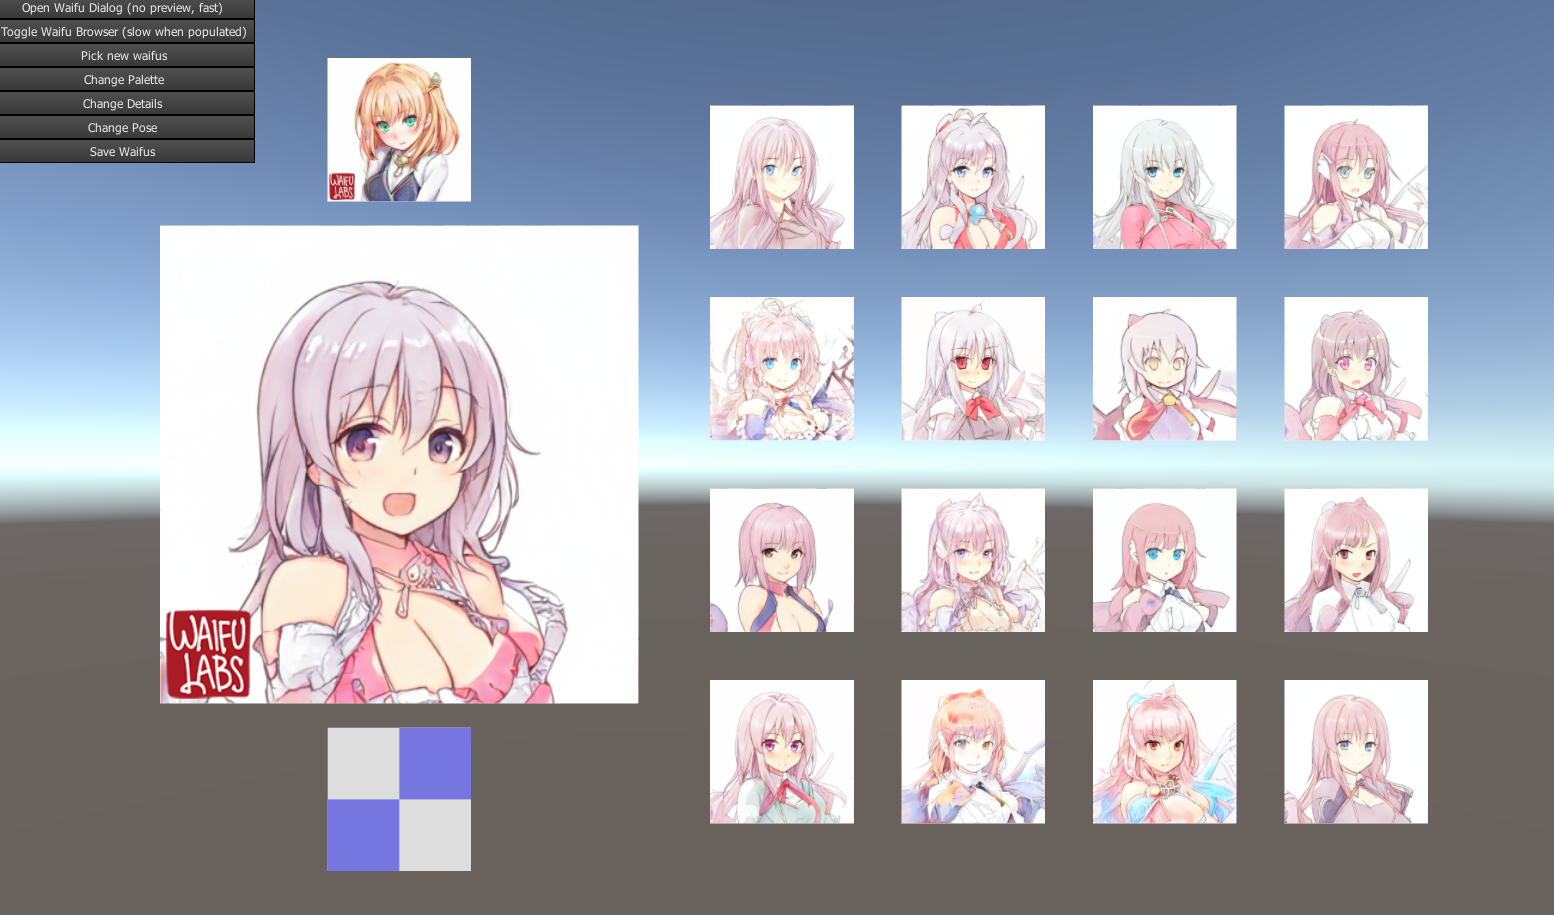 Open Waifu Dialog (no preview, fast)
Toggle Waifu Browser (slow when populated)
Pick new waifus
Change Palette
Change Details
Change Pose
Save Waifus
WAIFU
LABS
WAIFU
LABS